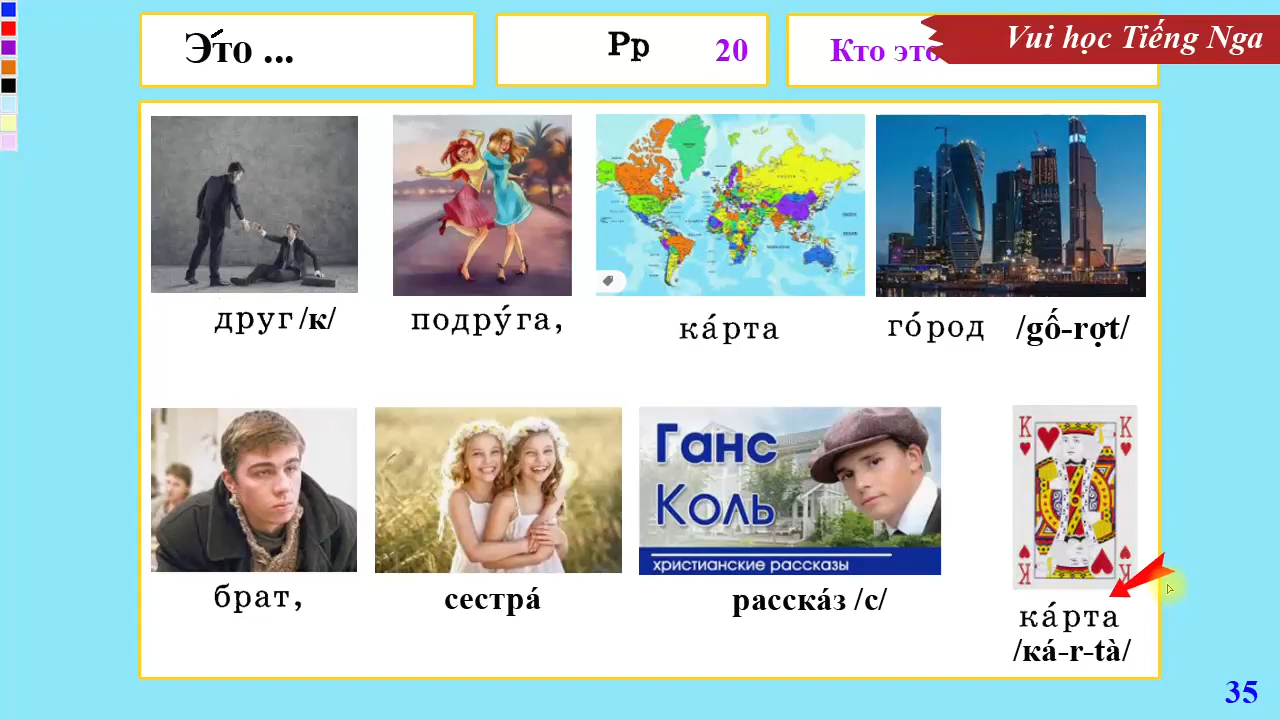 Э́то ...
Рр 20
Кто это
Vui học Tiếng Nga
друг /к/
подру́га,
ка́рта
го́род /gố-rợt/
Ганс
Коль
христианские рассказы
K K
K K
брат,
сестра́
расска́з /с/
ка́рта
/ка́-r-tà/
35